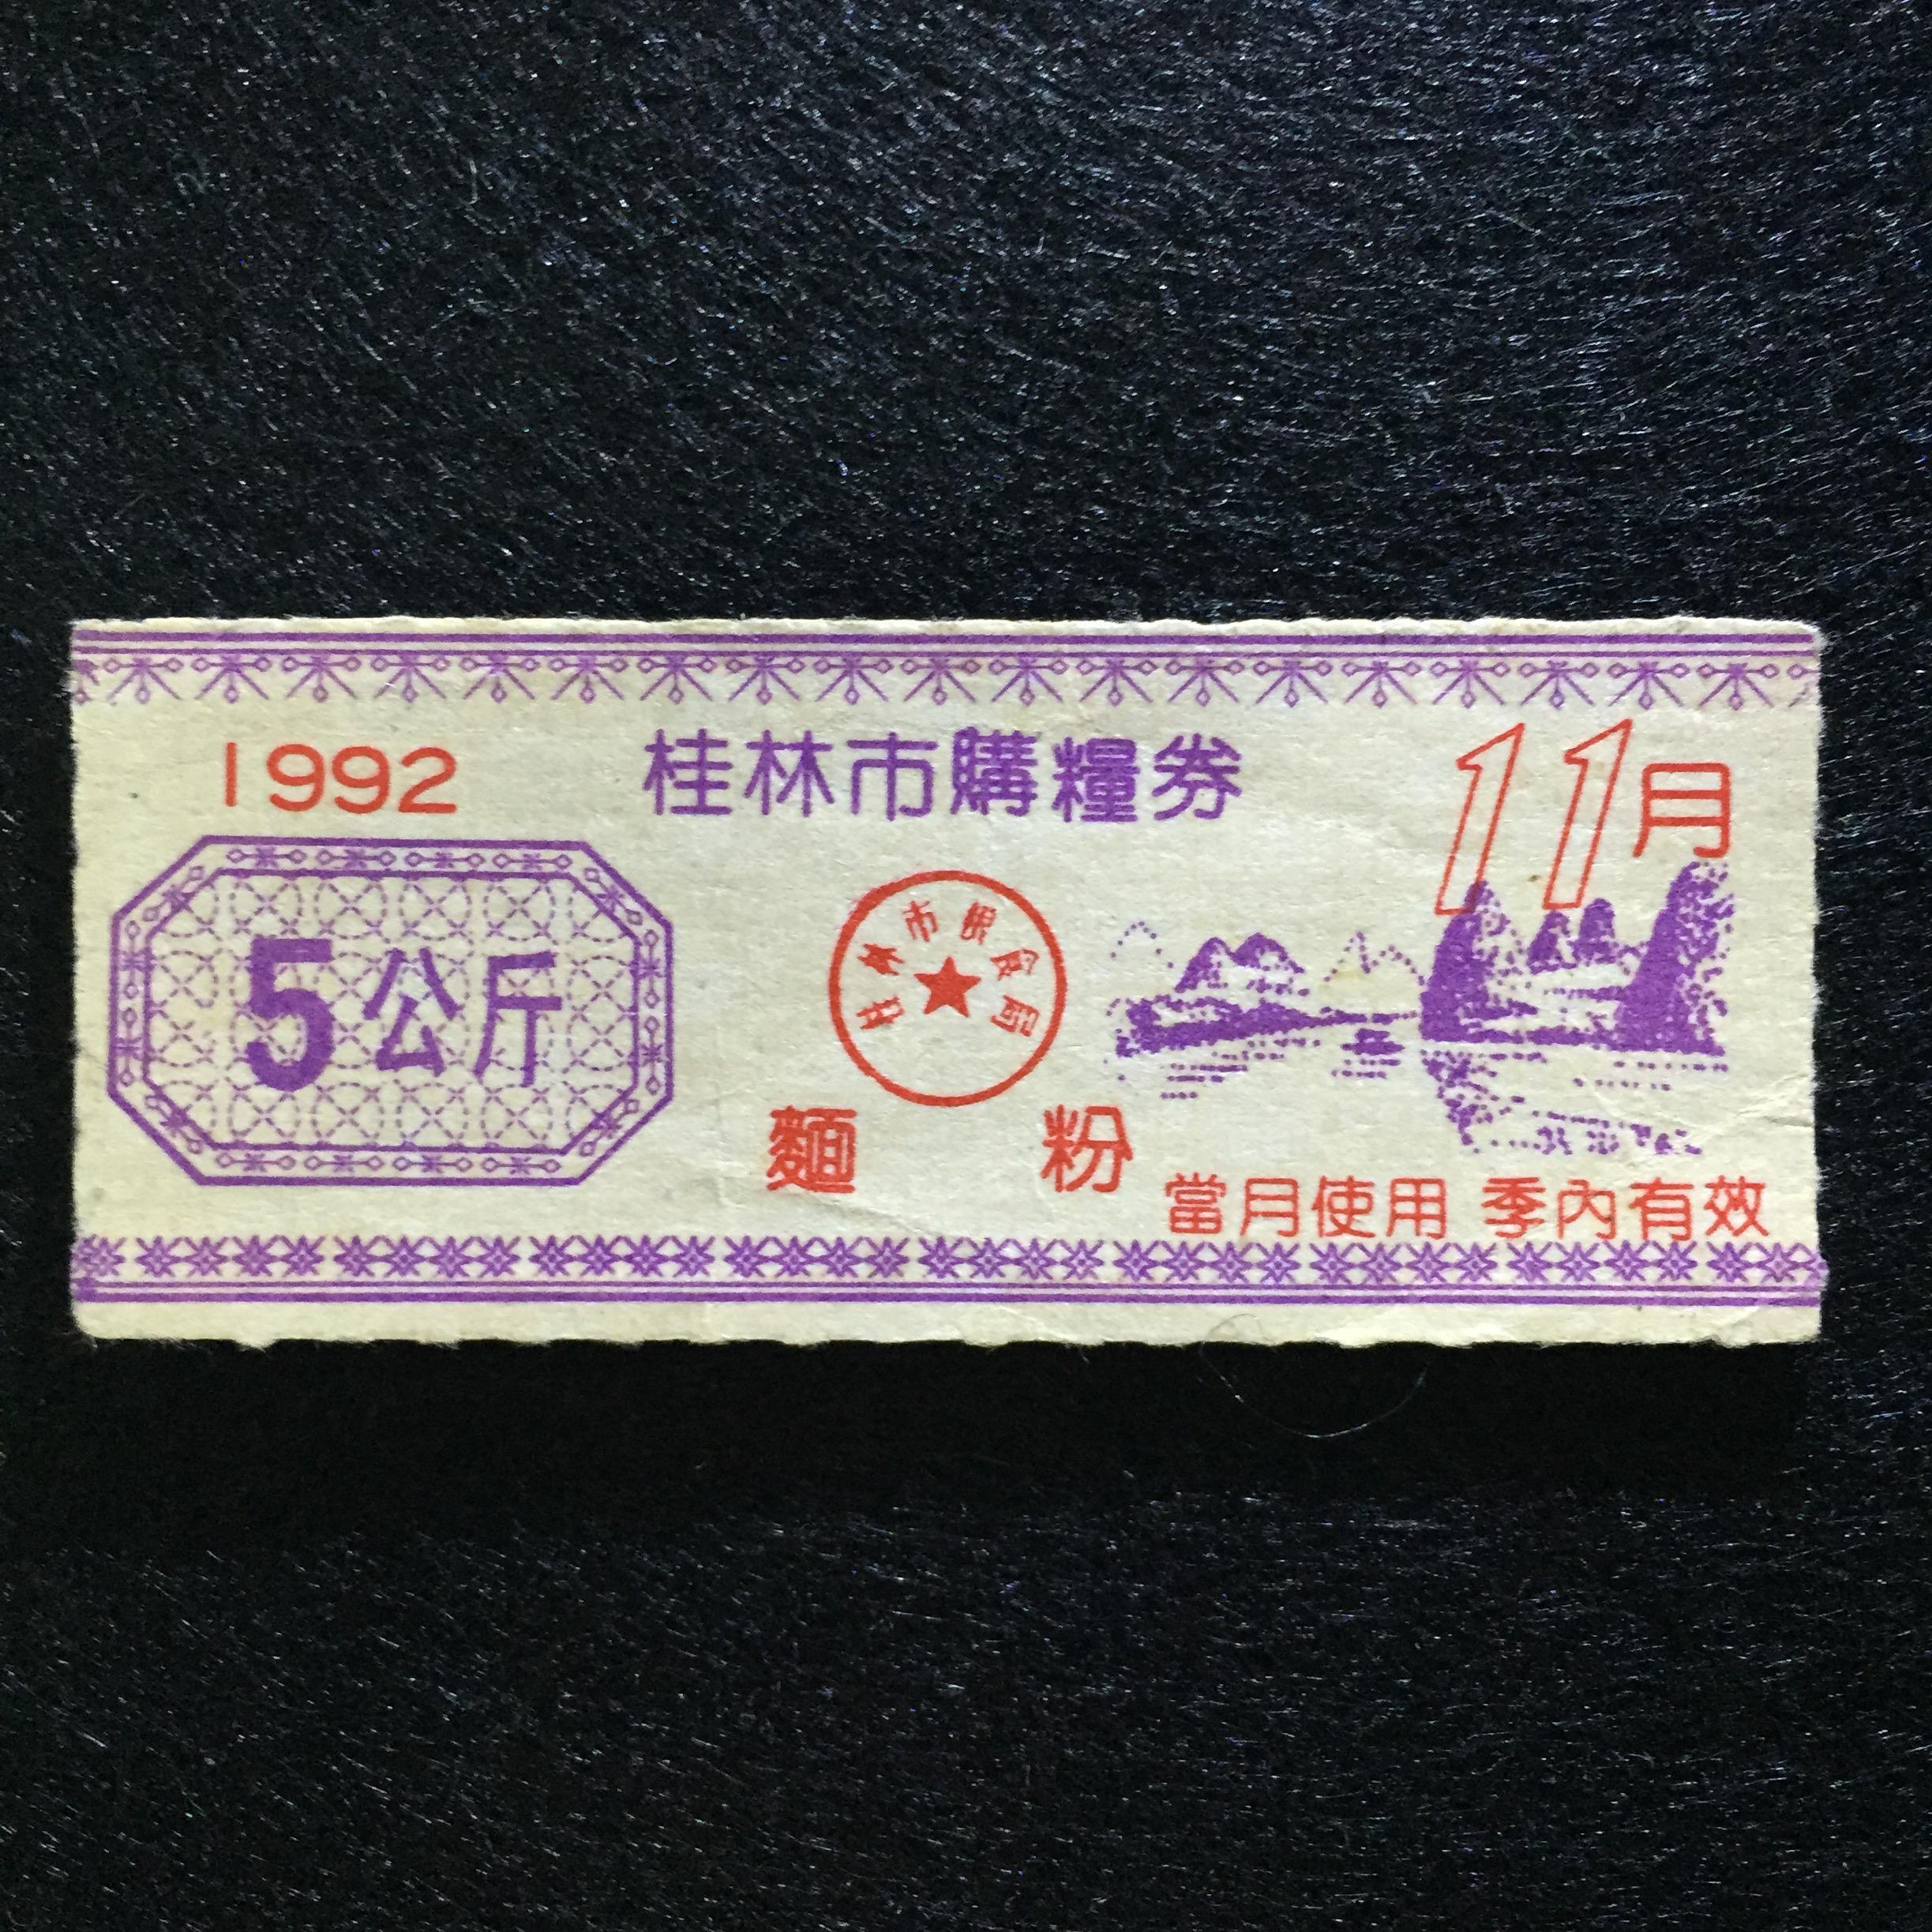 1992
桂林市購糧券
11月
5公斤
桂林市粮食局
麵粉
當月使用 季內有效